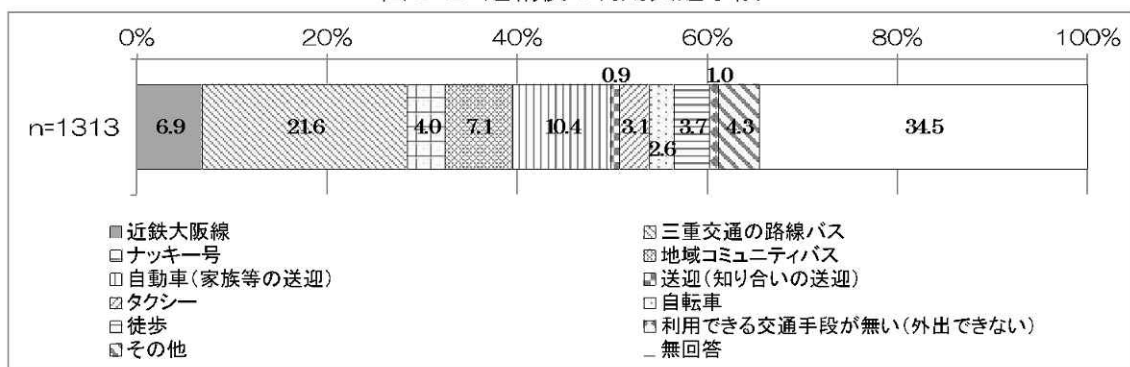 0% 20% 40% 60% 80% 100%
0.9 1.0
n=1313 6.9 21.6 4.0 7.1 10.4 3.1 2.6 3.7 4.3 34.5
近鉄大阪線 三重交通の路線バス
ナッキー号 地域コミュニティバス
自動車(家族等の送迎) 送迎(知り合いの送迎)
タクシー 自転車
徒歩 利用できる交通手段が無い(外出できない)
その他 無回答